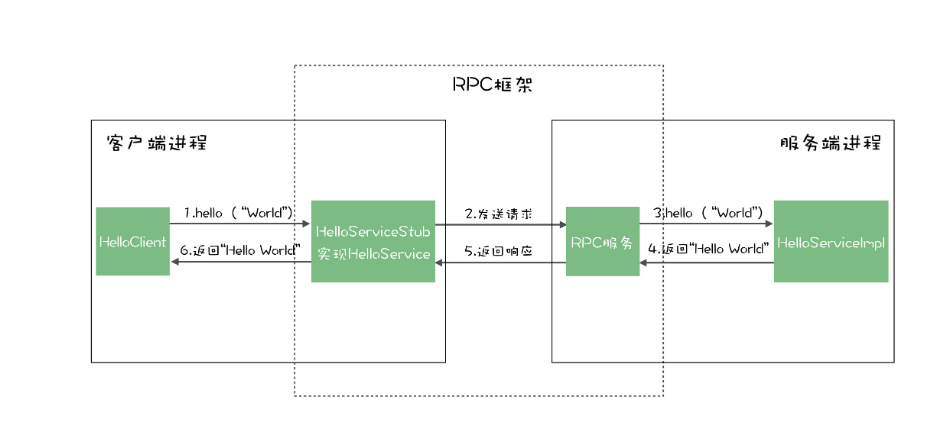 RPC框架
客户端进程
服务端进程
1.hello（“World”）
2.发送请求
3.hello（“World”）
HelloClient
HelloServiceStub
实现HelloService
RPC服务
HelloServiceImpl
6.返回“Hello World”
5.返回响应
4.返回“Hello World”